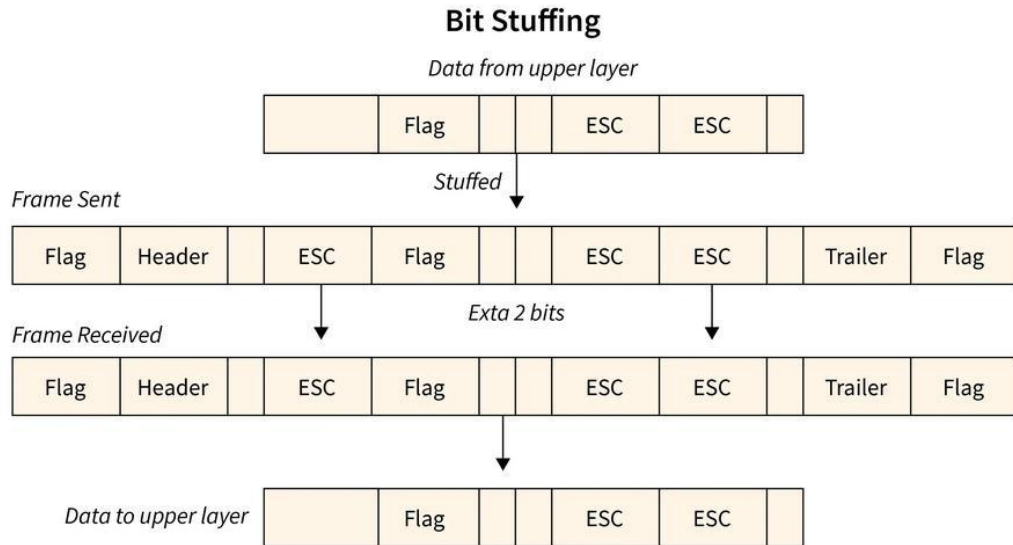 Bit Stuffing
Data from upper layer
Flag ESC ESC
Stuffed
Frame Sent
Flag Header ESC Flag ESC ESC Trailer Flag
Exta 2 bits
Frame Received
Flag Header ESC Flag ESC ESC Trailer Flag
Data to upper layer Flag ESC ESC